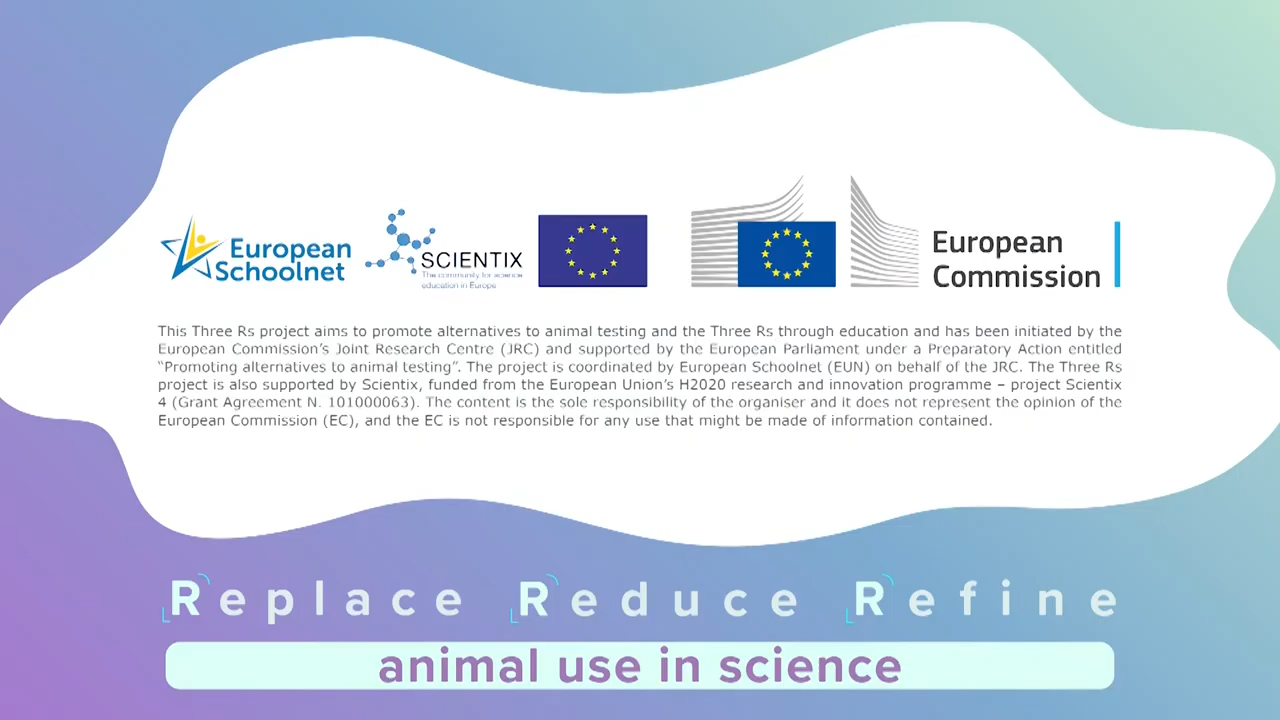 European
Schoolnet
SCIENTIX
The community for science
education in Europe
European
Commission
This Three Rs project aims to promote alternatives to animal testing and the Three Rs through education and has been initiated by the
European Commission's Joint Research Centre (JRC) and supported by the European Parliament under a Preparatory Action entitled
“Promoting alternatives to animal testing”. The project is coordinated by European Schoolnet (EUN) on behalf of the JRC. The Three Rs
project is also supported by Scientix, funded from the European Union's H2020 research and innovation programme – project Scientix
4 (Grant Agreement N. 101000063). The content is the sole responsibility of the organiser and it does not represent the opinion of the
European Commission (EC), and the EC is not responsible for any use that might be made of information contained.
Replace Reduce Refine
animal use in science